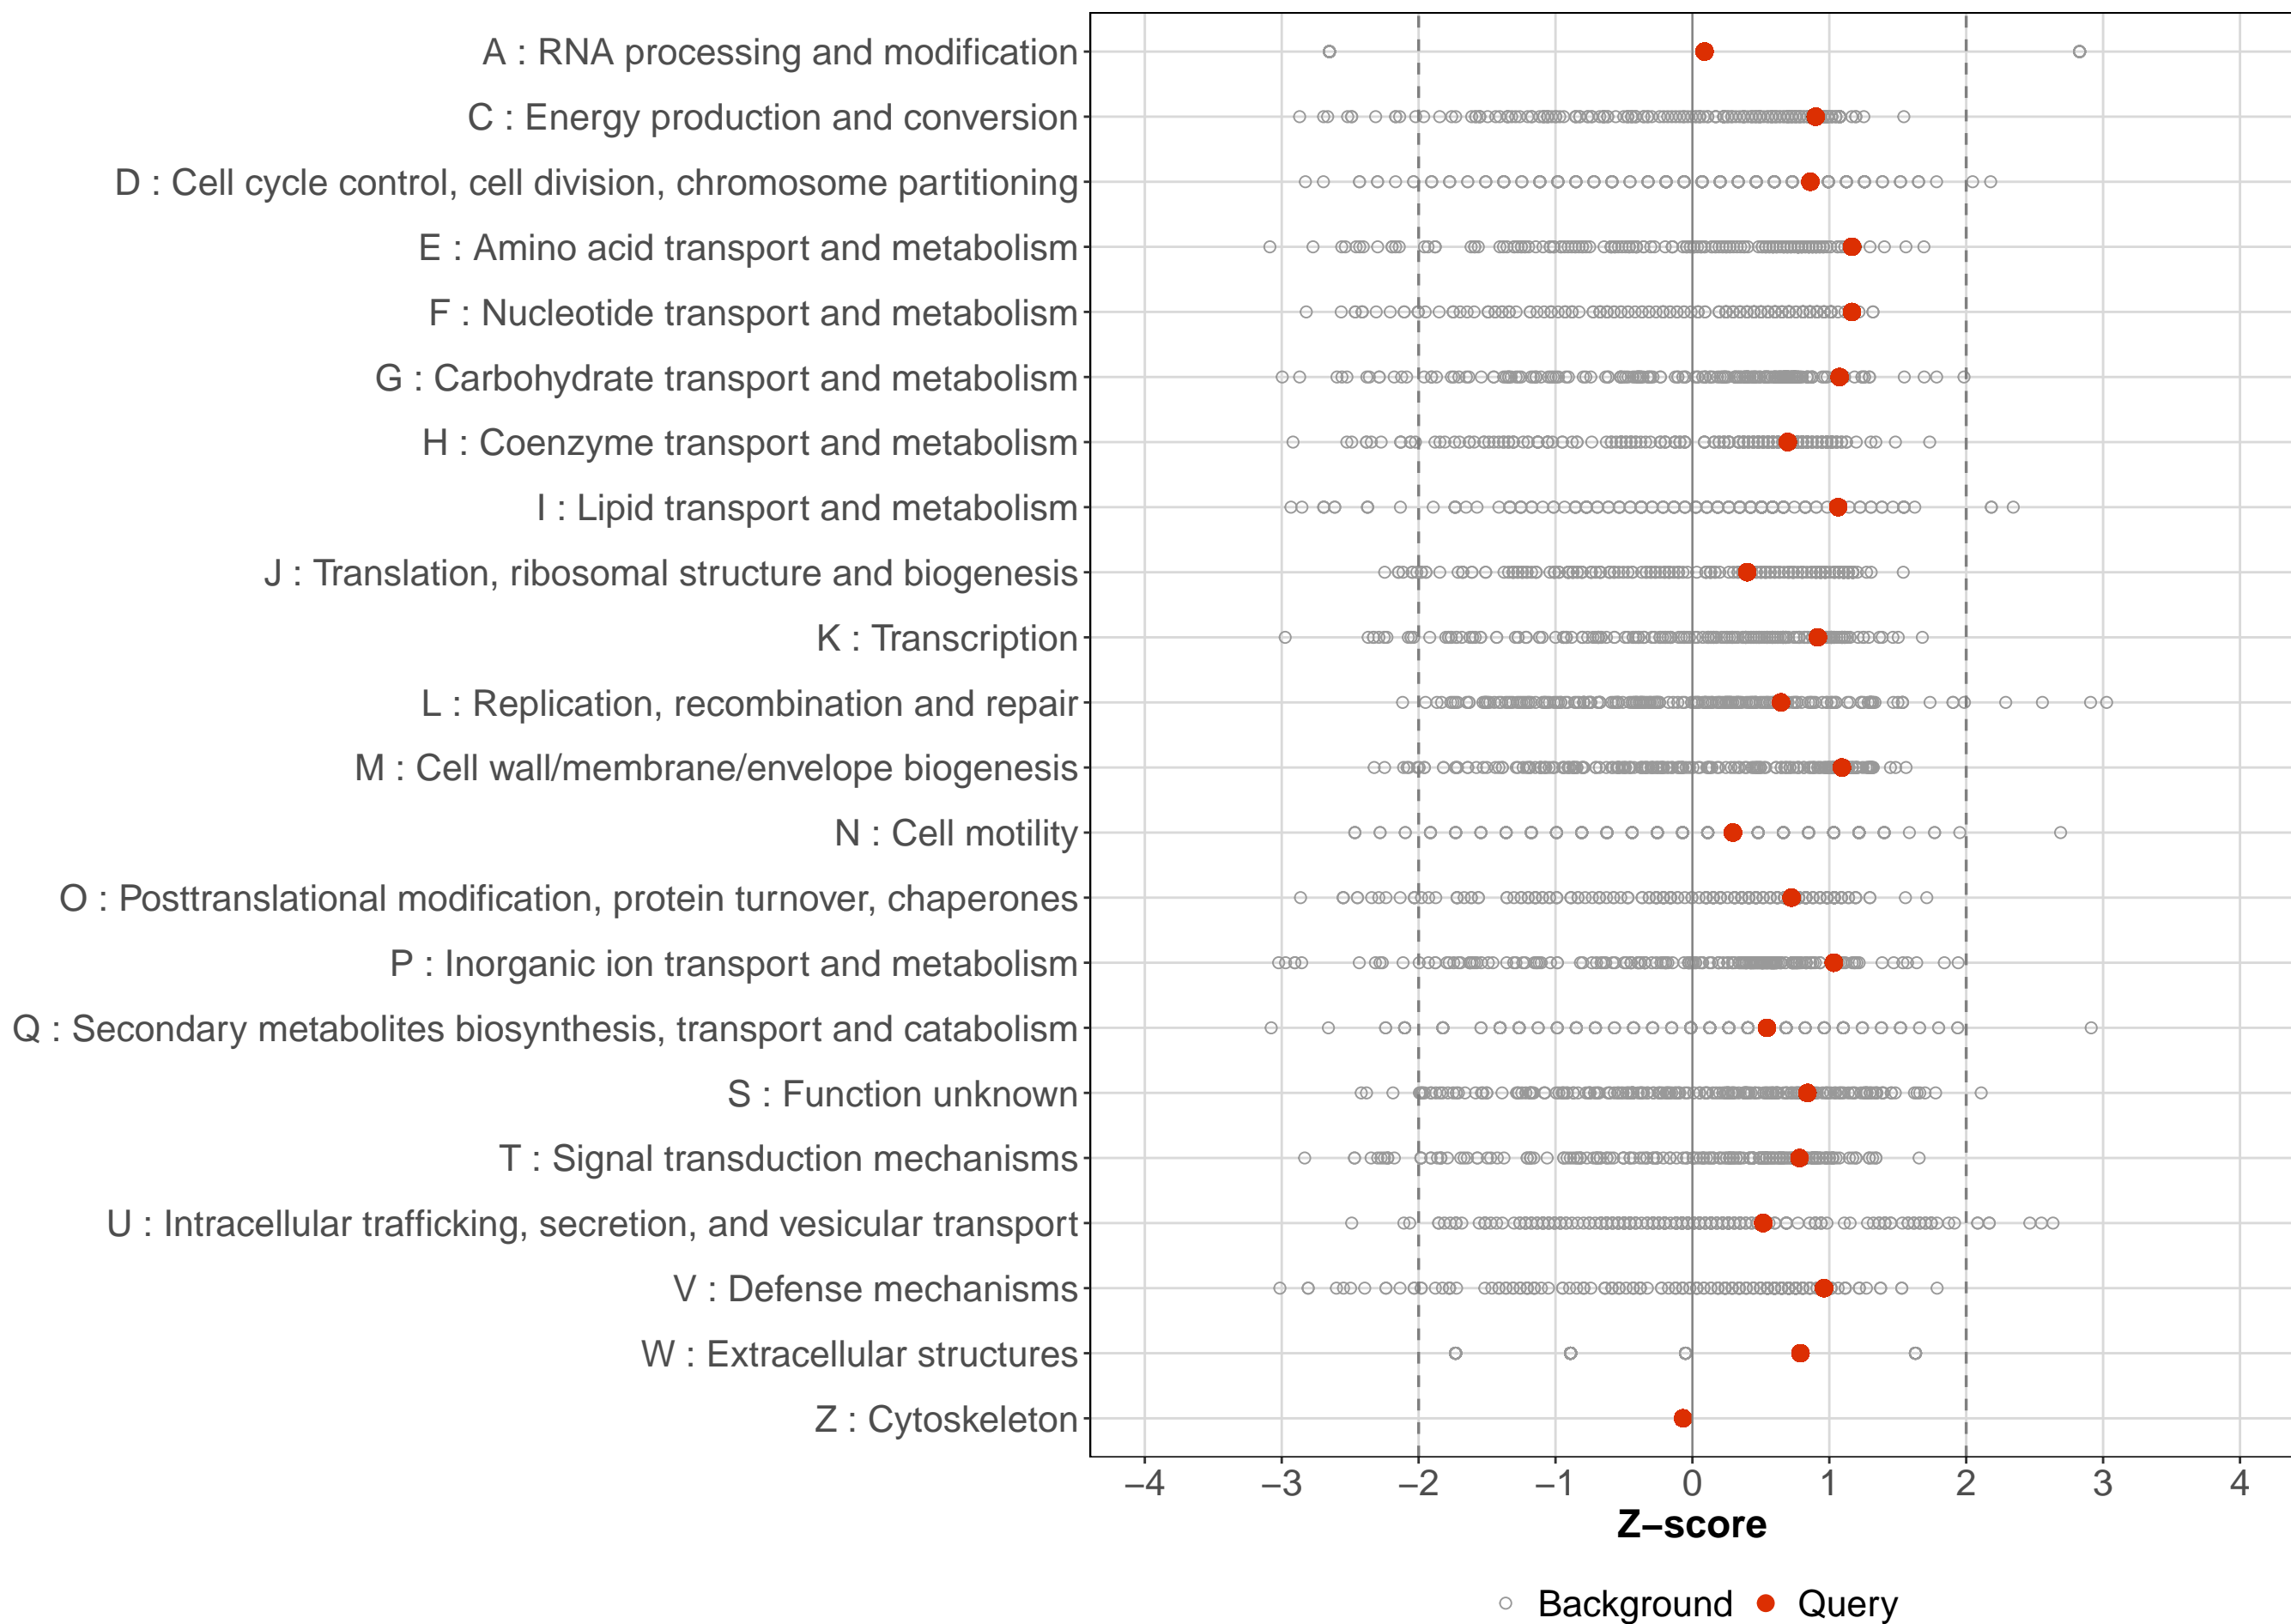 A : RNA processing and modification
C : Energy production and conversion
D : Cell cycle control, cell division, chromosome partitioning
E : Amino acid transport and metabolism
F : Nucleotide transport and metabolism
G : Carbohydrate transport and metabolism
H : Coenzyme transport and metabolism
I : Lipid transport and metabolism
J : Translation, ribosomal structure and biogenesis
K : Transcription
L : Replication, recombination and repair
M : Cell wall/membrane/envelope biogenesis
N : Cell motility
O : Posttranslational modification, protein turnover, chaperones
P : Inorganic ion transport and metabolism
Q : Secondary metabolites biosynthesis, transport and catabolism
S : Function unknown
T : Signal transduction mechanisms
U : Intracellular trafficking, secretion, and vesicular transport
V : Defense mechanisms
W : Extracellular structures
Z : Cytoskeleton
−4 −3 −2 −1 0 1 2 3 4
Z−score
Background Query